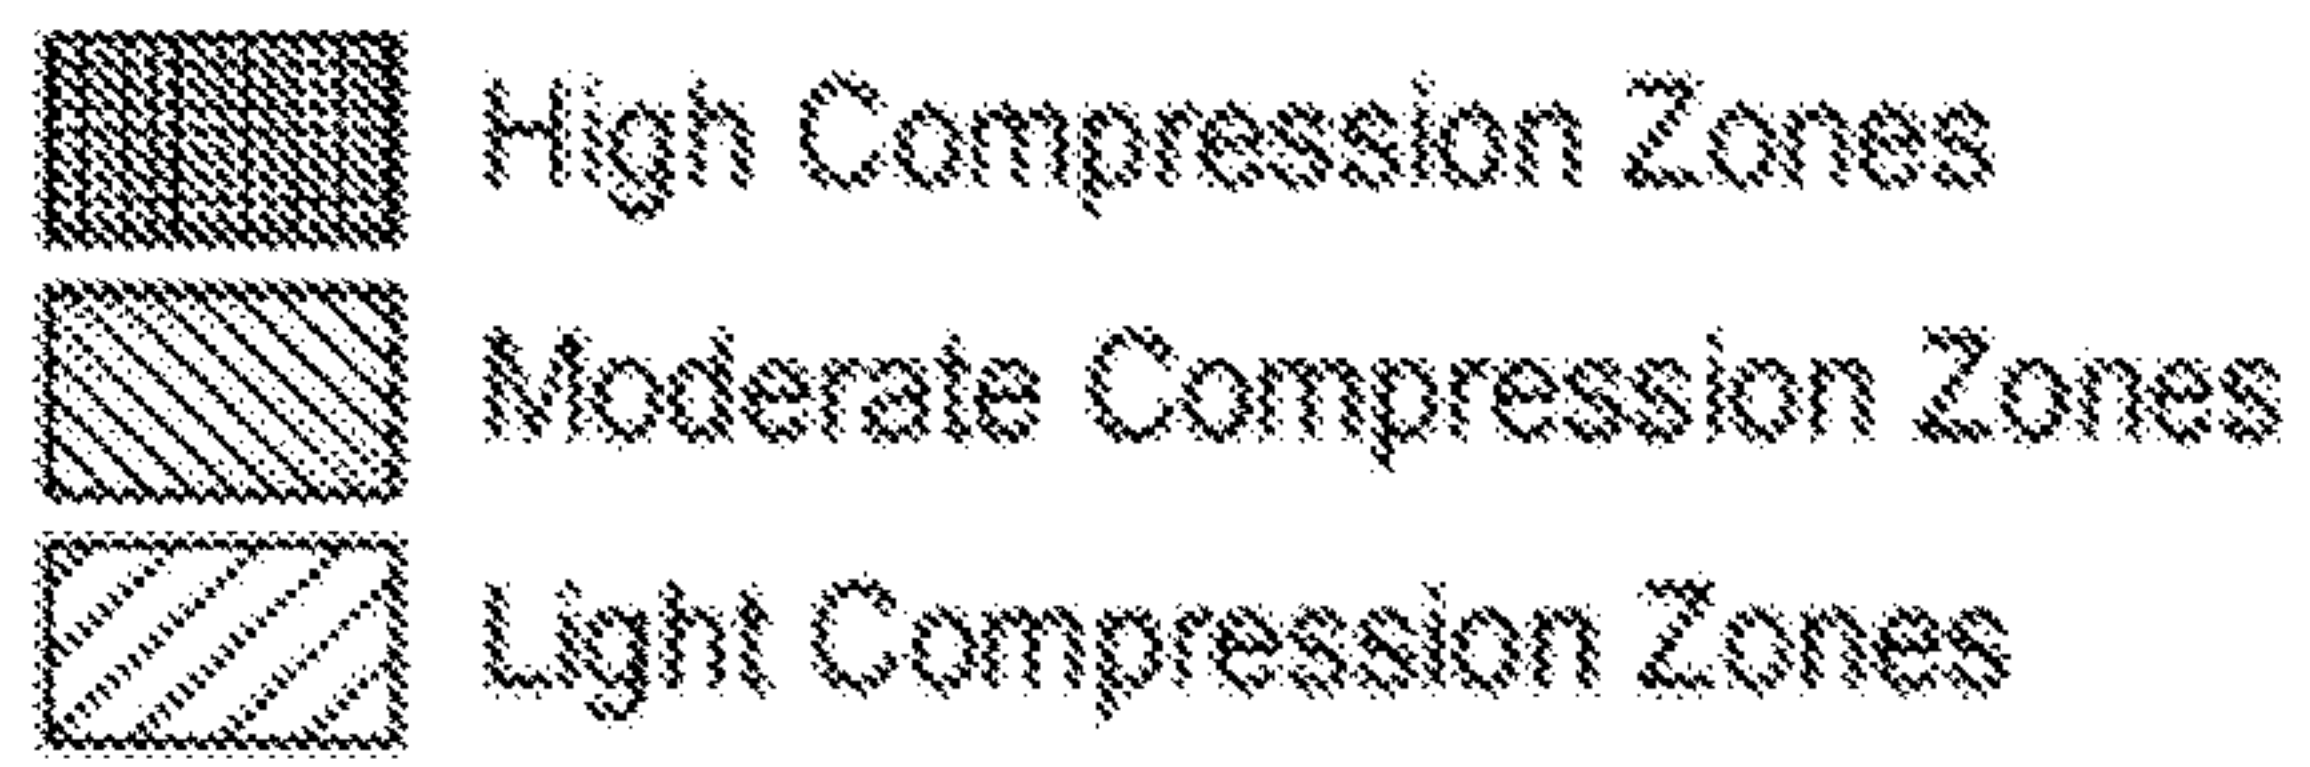 High Compression Zones
Moderate Compression Zones
Light Compression Zones